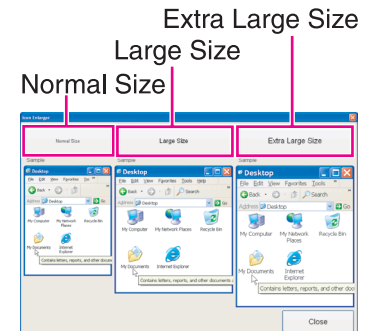 Extra Large Size
Large Size
Normal Size
Icon Enlarger
Normal Size
Large Size
Extra Large Size
Sample
Sample
Sample
Desktop
File Edit View Favorites Too
Back
Address Desktop
Go
My Computer
My Network Places
Recycle Bin
My Documents
Internet Explorer
Contains letters, reports, and other docum
Desktop
File Edit View Favorites Tools Help
Back
Search
Address Desktop
Go
My Computer
My Network Places
Recycle Bin
My Documents
Internet Explorer
Contains letters, reports, and other documents
Desktop
File Edit View Favorites Tools
Back
Search
Address Desktop
Go
My Computer
My Network
Places
Recycle Bin
My Documents
Internet
Explorer
Contains letters, reports, and other doc
Close